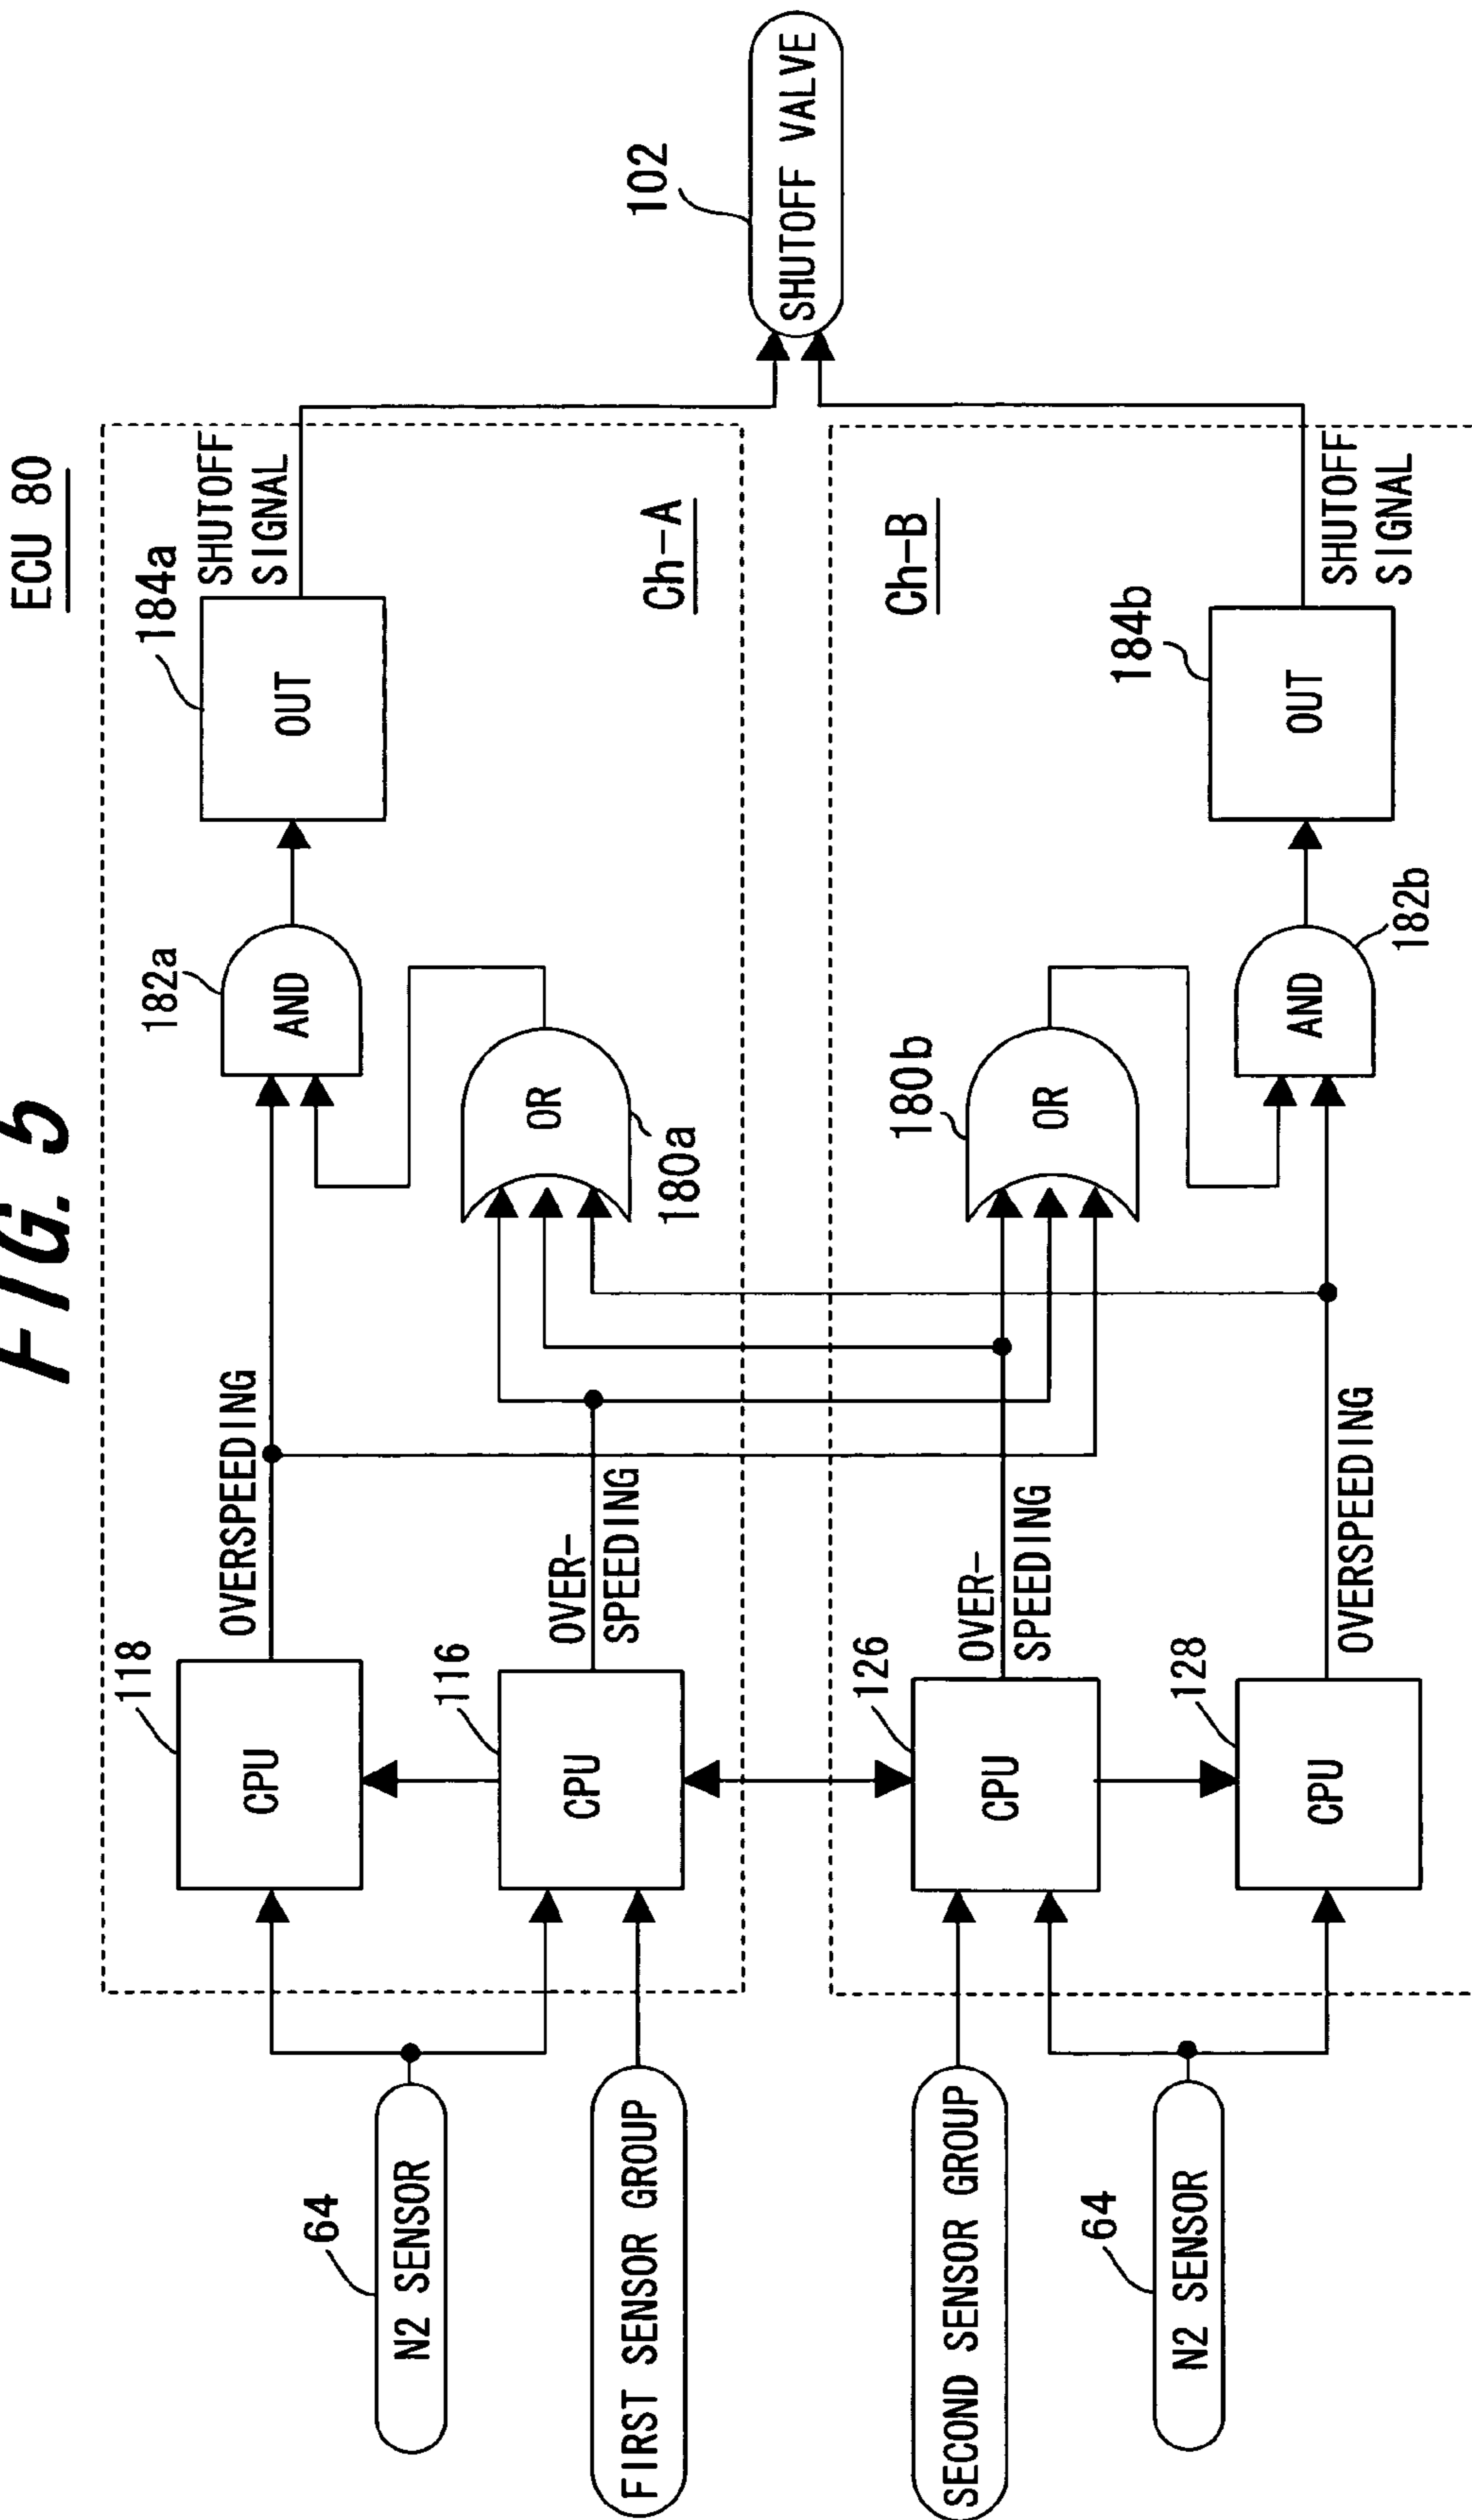 FIG. 5
ECU 80
118
CPU
OVERSPEEDING
182a
AND
184a
OUT
SHUTOFF
SIGNAL
64
N2 SENSOR
116
CPU
OVER-
SPEEDING
OR
180a
Ch-A
FIRST SENSOR GROUP
102
SHUTOFF VALVE
SECOND SENSOR GROUP
126
CPU
OVER-
SPEEDING
180b
OR
Ch-B
64
N2 SENSOR
128
CPU
OVERSPEEDING
AND
182b
184b
OUT
SHUTOFF
SIGNAL